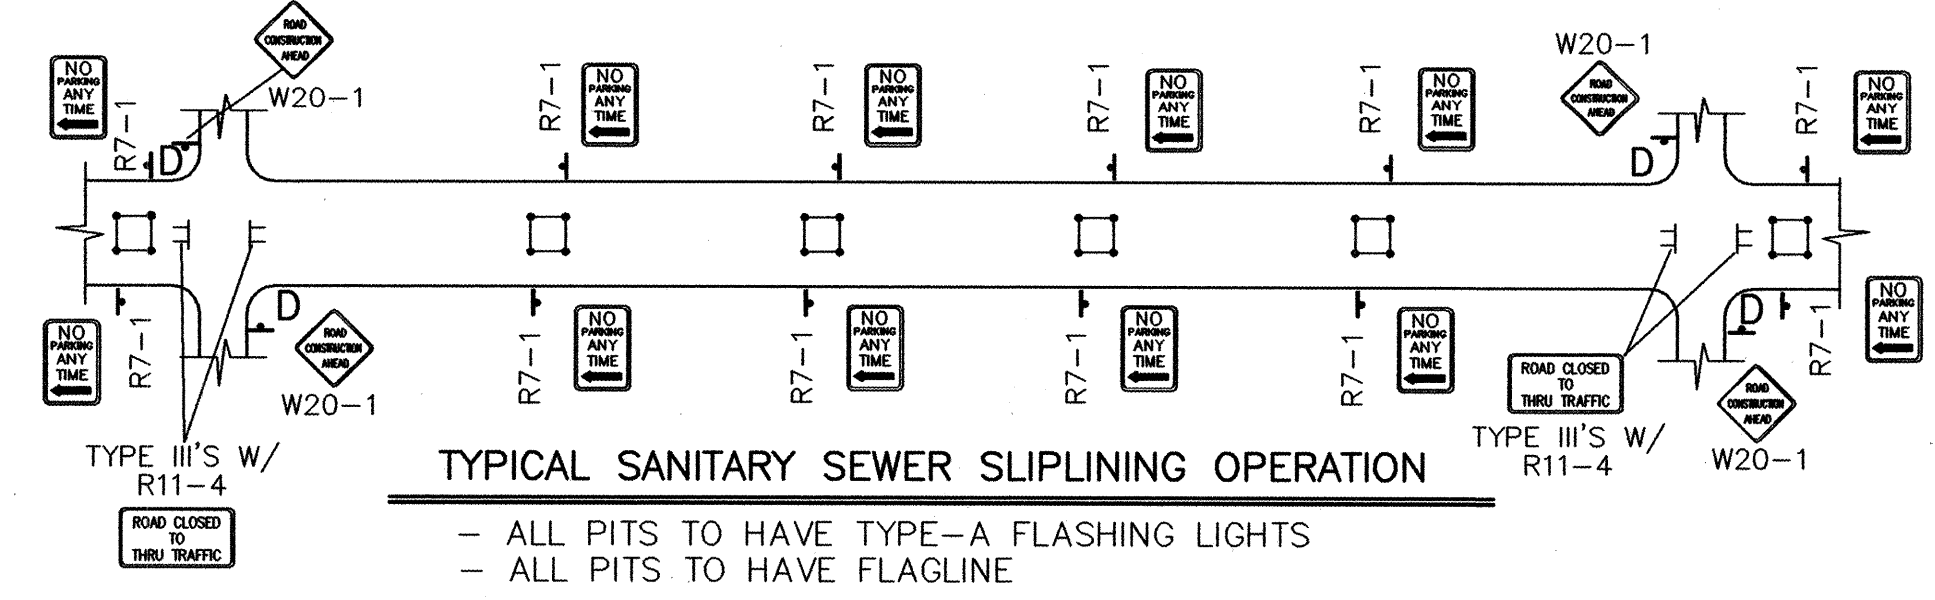 ROAD
CONSTRUCTION
AHEAD
W20-1
NO
PARKING
ANY
TIME
R7-1
D
R7-1
NO
PARKING
ANY
TIME
R7-1
NO
PARKING
ANY
TIME
R7-1
NO
PARKING
ANY
TIME
R7-1
NO
PARKING
ANY
TIME
W20-1
ROAD
CONSTRUCTION
AHEAD
D
R7-1
NO
PARKING
ANY
TIME
NO
PARKING
ANY
TIME
R7-1
D
ROAD
CONSTRUCTION
AHEAD
W20-1
R7-1
NO
PARKING
ANY
TIME
R7-1
NO
PARKING
ANY
TIME
R7-1
NO
PARKING
ANY
TIME
R7-1
NO
PARKING
ANY
TIME
ROAD CLOSED
TO
THRU TRAFFIC
TYPE III'S W/
R11-4
D
ROAD
CONSTRUCTION
AHEAD
W20-1
R7-1
NO
PARKING
ANY
TIME
TYPE III'S W/
R11-4
ROAD CLOSED
TO
THRU TRAFFIC
TYPICAL SANITARY SEWER SLIPLINING OPERATION
- ALL PITS TO HAVE TYPE-A FLASHING LIGHTS
- ALL PITS TO HAVE FLAGLINE